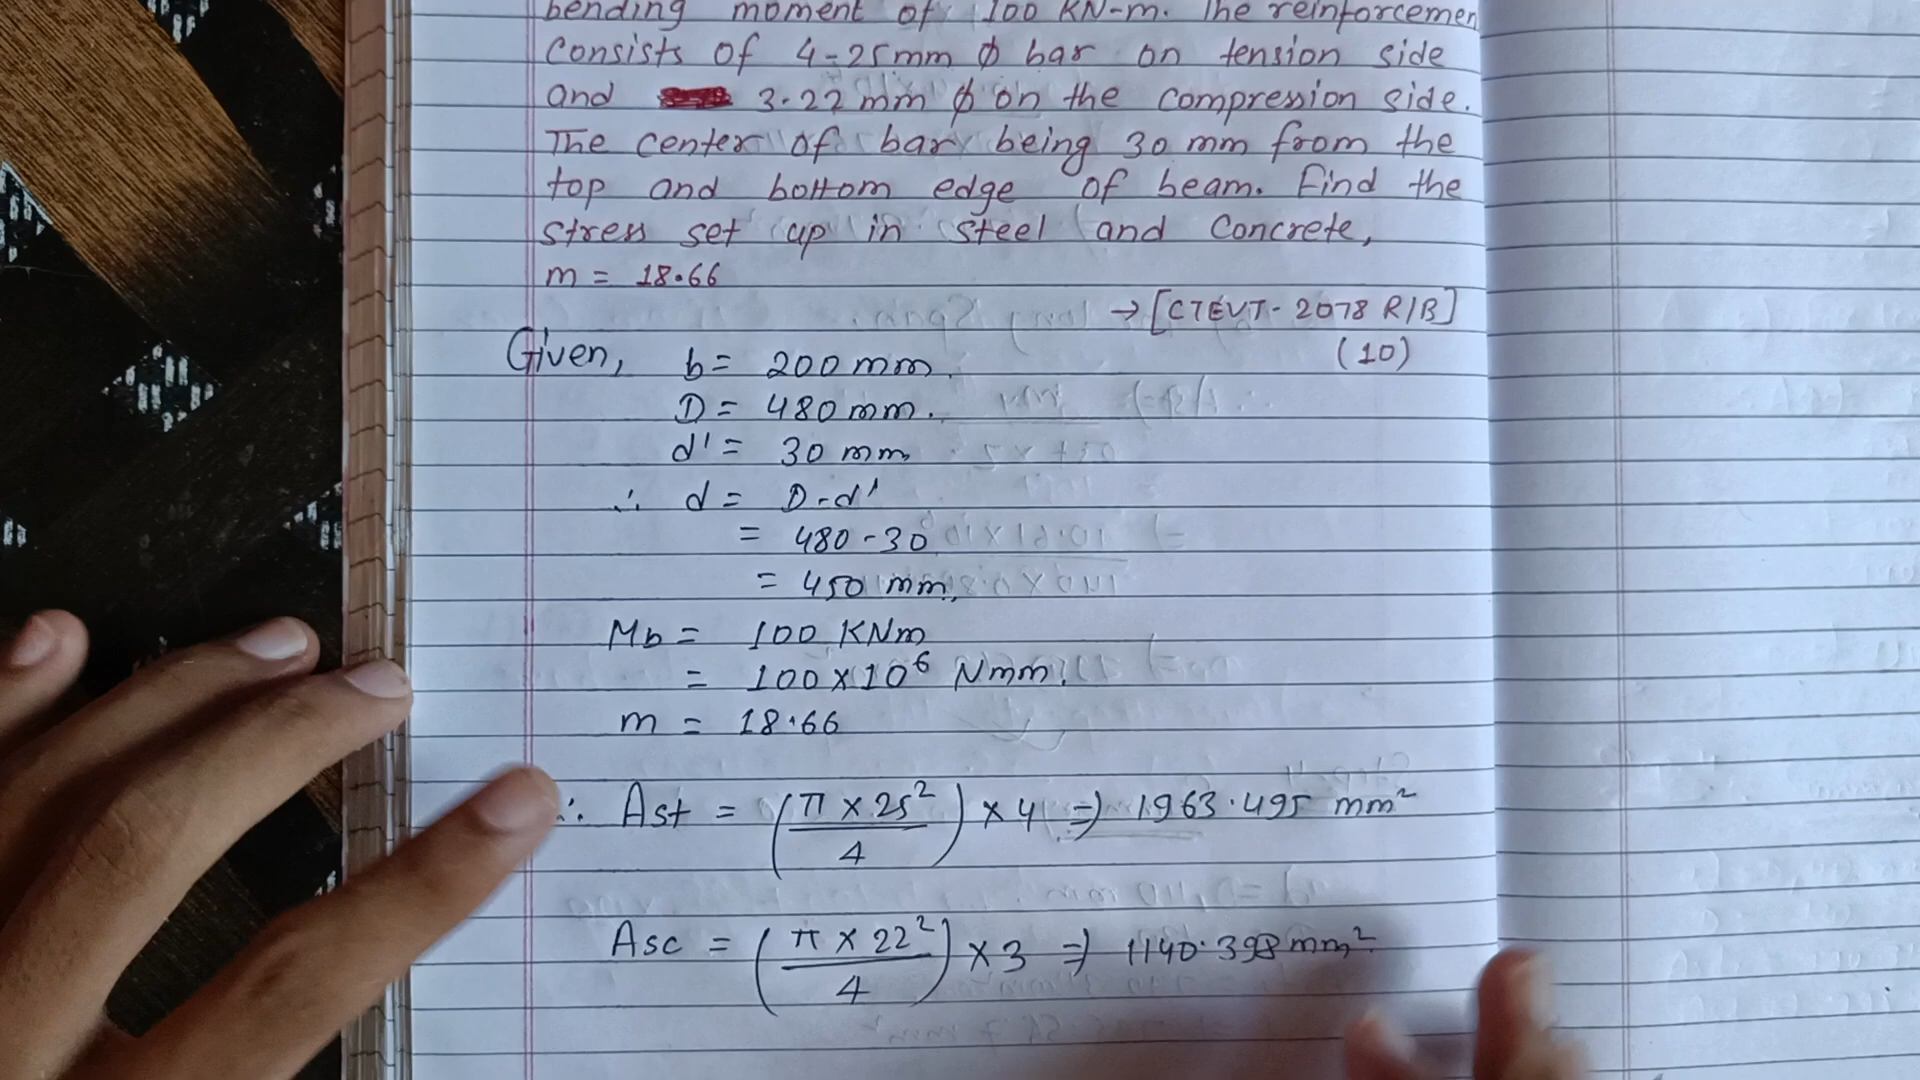 bending moment of 100 KN-m. The reinforcemen
Consists of 4-25mm ϕ bar on tension side
and 3-22 mm ϕ on the compression side.
The center of bar being 30 mm from the
top and bottom edge of beam. Find the
stress set up in steel and Concrete,
m = 18.66
→ [CTEVT- 2078 R/B]
(10)
Given, b = 200 mm.
D = 480 mm.
d' = 30 mm
∴ d = D-d'
= 480-30
= 450 mm.
Mb = 100 KNm
= 100×10⁶ Nmm.
m = 18.66
∴ Ast = (π × 25² / 4) × 4 ⇒ 1963.495 mm²
Asc = (π × 22² / 4) × 3 ⇒ 1140.398 mm²